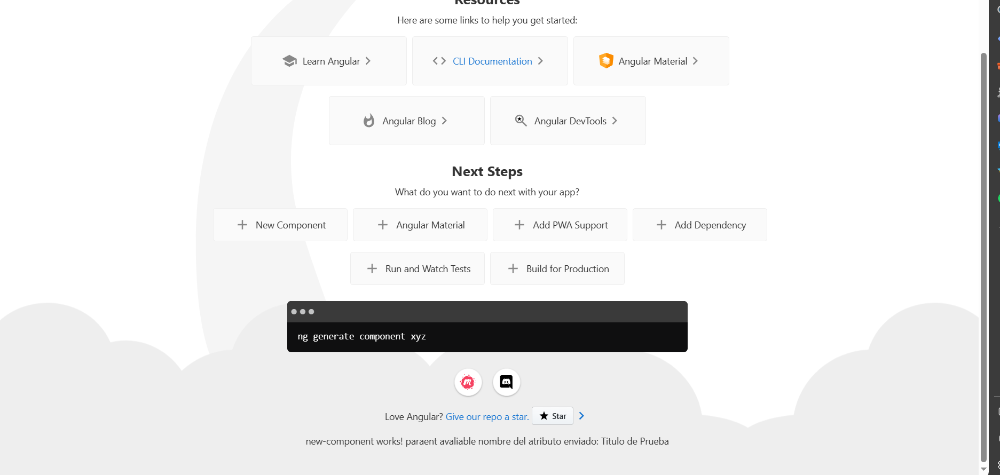 Resources
Here are some links to help you get started:
Learn Angular
CLI Documentation
Angular Material
Angular Blog
Angular DevTools
Next Steps
What do you want to do next with your app?
New Component
Angular Material
Add PWA Support
Add Dependency
Run and Watch Tests
Build for Production
ng generate component xyz
Love Angular? Give our repo a star. Star
new-component works! paraent avaliable nombre del atributo enviado: Titulo de Prueba